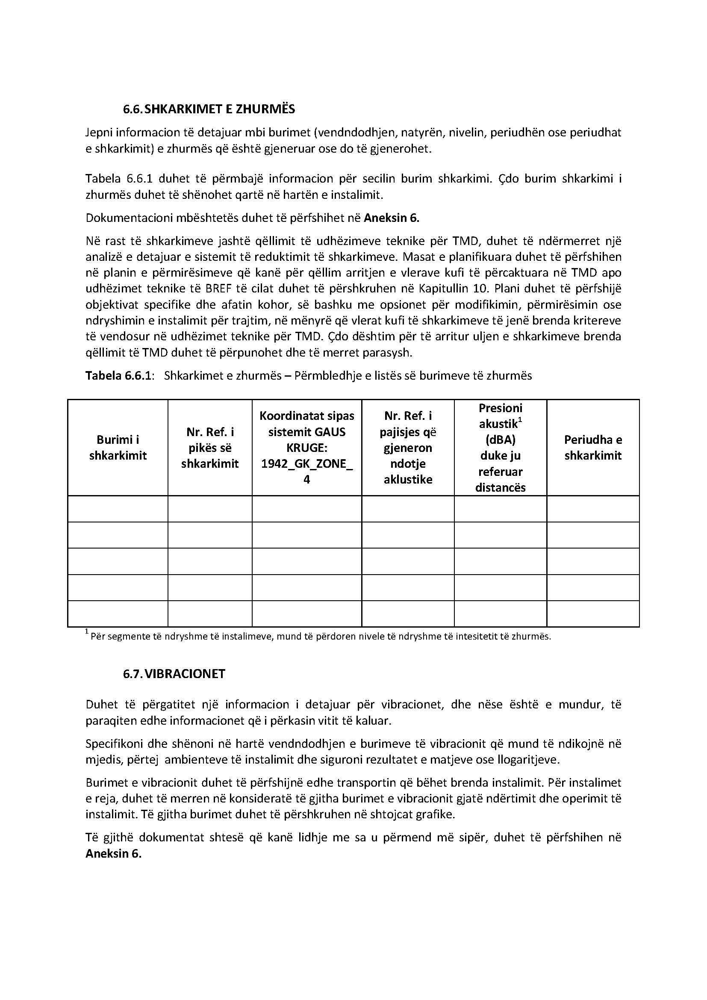 6.6. SHKARKIMET E ZHURMËS
Jepni informacion të detajuar mbi burimet (vendndodhjen, natyrën, nivelin, periudhën ose periudhat
e shkarkimit) e zhurmës që është gjeneruar ose do të gjenerohet.
Tabela 6.6.1 duhet të përmbajë informacion për secilin burim shkarkimi. Çdo burim shkarkimi i
zhurmës duhet të shënohet qartë në hartën e instalimit.
Dokumentacioni mbështetës duhet të përfshihet në Aneksin 6.
Në rast të shkarkimeve jashtë qëllimit të udhëzimeve teknike për TMD, duhet të ndërmerret një
analizë e detajuar e sistemit të reduktimit të shkarkimeve. Masat e planifikuara duhet të përfshihen
në planin e përmirësimeve që kanë për qëllim arritjen e vlerave kufi të përcaktuara në TMD apo
udhëzimet teknike të BREF të cilat duhet të përshkruhen në Kapitullin 10. Plani duhet të përfshijë
objektivat specifike dhe afatin kohor, së bashku me opsionet për modifikimin, përmirësimin ose
ndryshimin e instalimit për trajtim, në mënyrë që vlerat kufi të shkarkimeve të jenë brenda kritereve
të vendosur në udhëzimet teknike për TMD. Çdo dështim për të arritur uljen e shkarkimeve brenda
qëllimit të TMD duhet të përpunohet dhe të merret parasysh.
Tabela 6.6.1: Shkarkimet e zhurmës – Përmbledhje e listës së burimeve të zhurmës
Burimi i
shkarkimit
Nr. Ref. i
pikës së
shkarkimit
Koordinatat sipas
sistemit GAUS
KRUGE:
1942_GK_ZONE_
4
Nr. Ref. i
pajisjes që
gjeneron
ndotje
aklustike
Presioni
akustik1
(dBA)
duke ju
referuar
distancës
Periudha e
shkarkimit
1 Për segmente të ndryshme të instalimeve, mund të përdoren nivele të ndryshme të intesitetit të zhurmës.
6.7. VIBRACIONET
Duhet të përgatitet një informacion i detajuar për vibracionet, dhe nëse është e mundur, të
paraqiten edhe informacionet që i përkasin vitit të kaluar.
Specifikoni dhe shënoni në hartë vendndodhjen e burimeve të vibracionit që mund të ndikojnë në
mjedis, përtej ambienteve të instalimit dhe siguroni rezultatet e matjeve ose llogaritjeve.
Burimet e vibracionit duhet të përfshijnë edhe transportin që bëhet brenda instalimit. Për instalimet
e reja, duhet të merren në konsideratë të gjitha burimet e vibracionit gjatë ndërtimit dhe operimit të
instalimit. Të gjitha burimet duhet të përshkruhen në shtojcat grafike.
Të gjithë dokumentat shtesë që kanë lidhje me sa u përmend më sipër, duhet të përfshihen në
Aneksin 6.